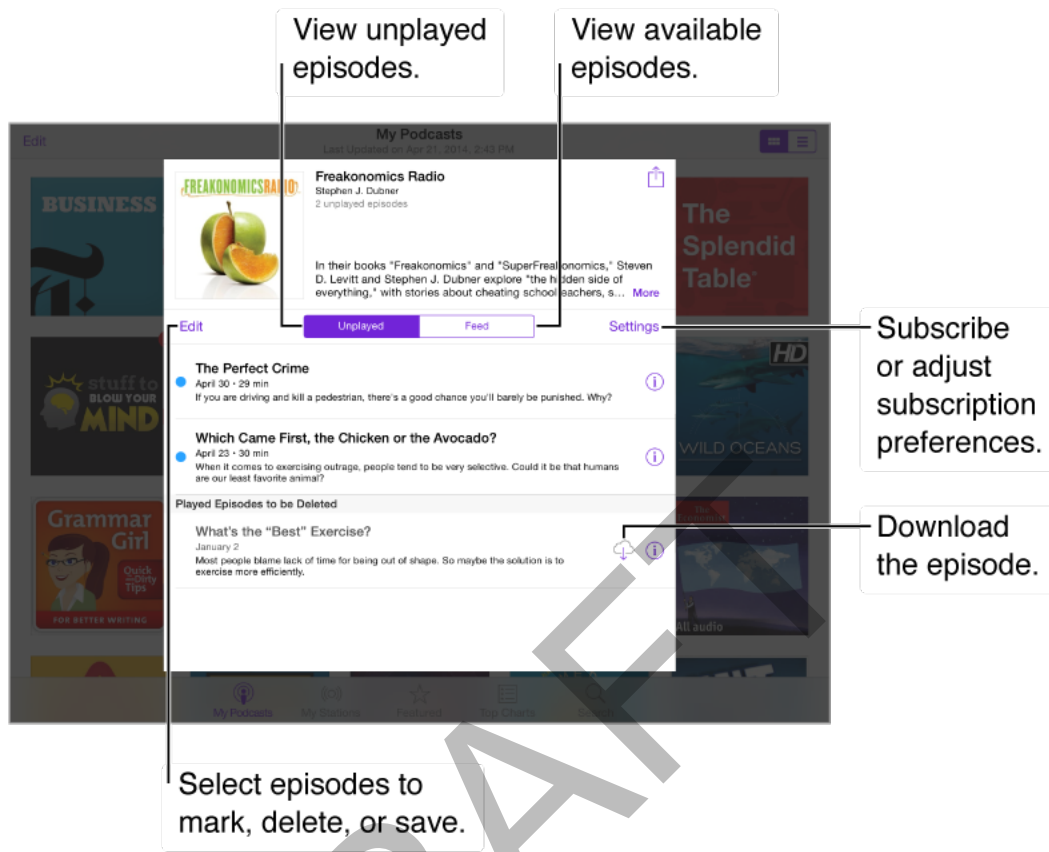 View unplayed
episodes.
View available
episodes.
Edit
My Podcasts
Last Updated on Apr 21, 2014, 2:43 PM
BUSINESS
FREAKONOMICSRADIO
Freakonomics Radio
Stephen J. Dubner
2 unplayed episodes
In their books "Freakonomics" and "SuperFreakonomics," Steven
D. Levitt and Stephen J. Dubner explore "the hidden side of
everything," with stories about cheating schoolteachers, s... More
The
Splendid
Table
Edit
Unplayed
Feed
Settings
Subscribe
or adjust
subscription
preferences.
stuff to
BLOW YOUR
MIND
The Perfect Crime
April 30 · 29 min
If you are driving and kill a pedestrian, there's a good chance you'll barely be punished. Why?
Which Came First, the Chicken or the Avocado?
April 23 · 30 min
When it comes to exercising outrage, people tend to be very selective. Could it be that humans
are our least favorite animal?
HD
WILD OCEANS
Played Episodes to be Deleted
What's the “Best” Exercise?
January 2
Most people blame lack of time for being out of shape. So maybe the solution is to
exercise more efficiently.
Grammar
Girl
Quick
and Dirty
Tips
FOR BETTER WRITING
The
Economist
All audio
Download
the episode.
My Podcasts
My Stations
Featured
Top Charts
Search
Select episodes to
mark, delete, or save.
DRAFT